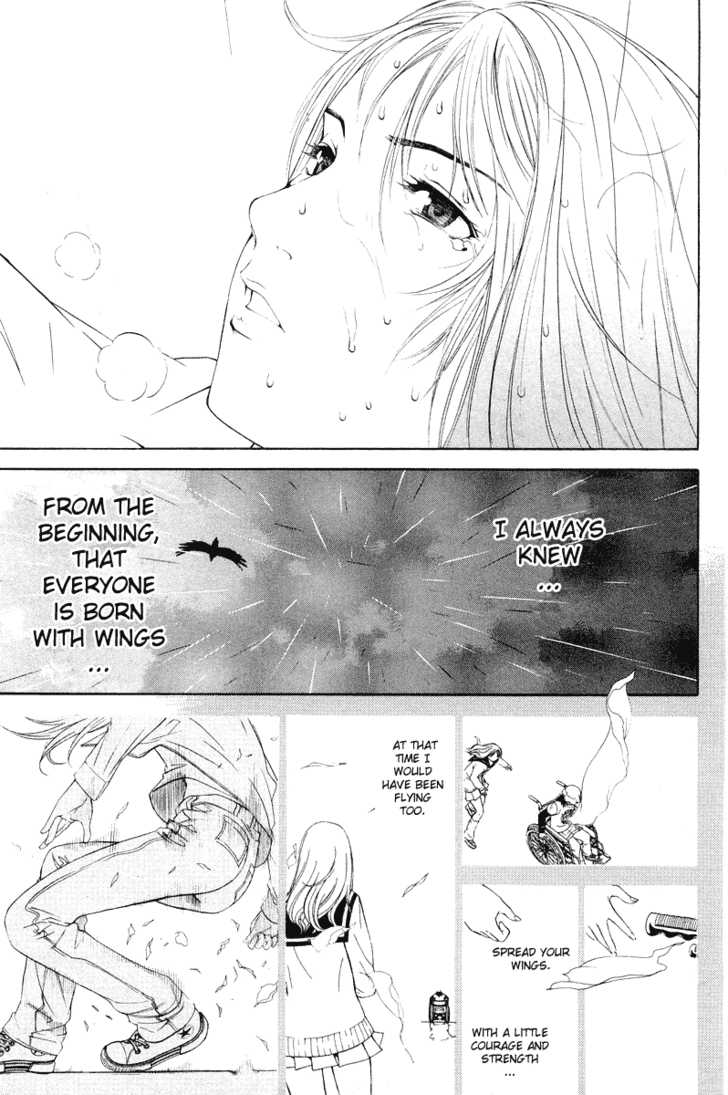 I ALWAYS
KNEW
...
FROM THE
BEGINNING,
THAT
EVERYONE
IS BORN
WITH WINGS
...
SPREAD YOUR
WINGS.
WITH A LITTLE
COURAGE AND
STRENGTH
...
AT THAT
TIME I
WOULD
HAVE BEEN
FLYING
TOO.